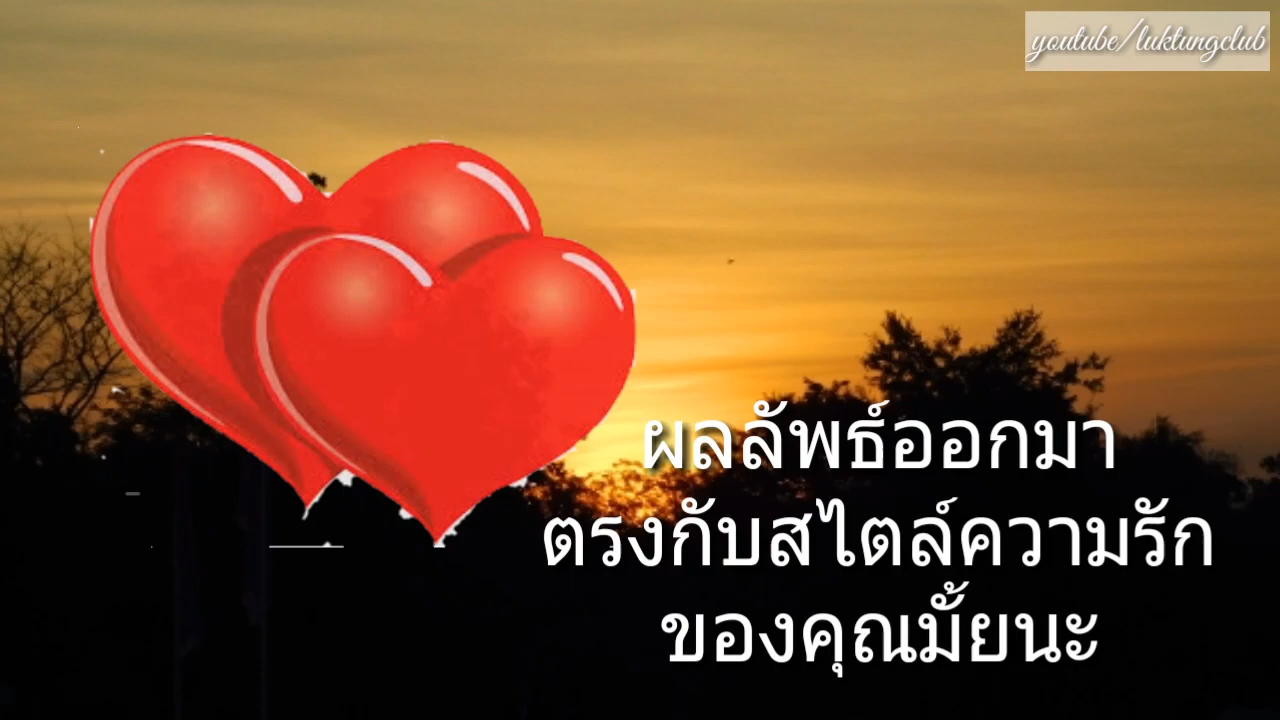 youtube/luktungclub
ผลลัพธ์ออกมา
ตรงกับสไตล์ความรัก
ของคุณมั้ยนะ